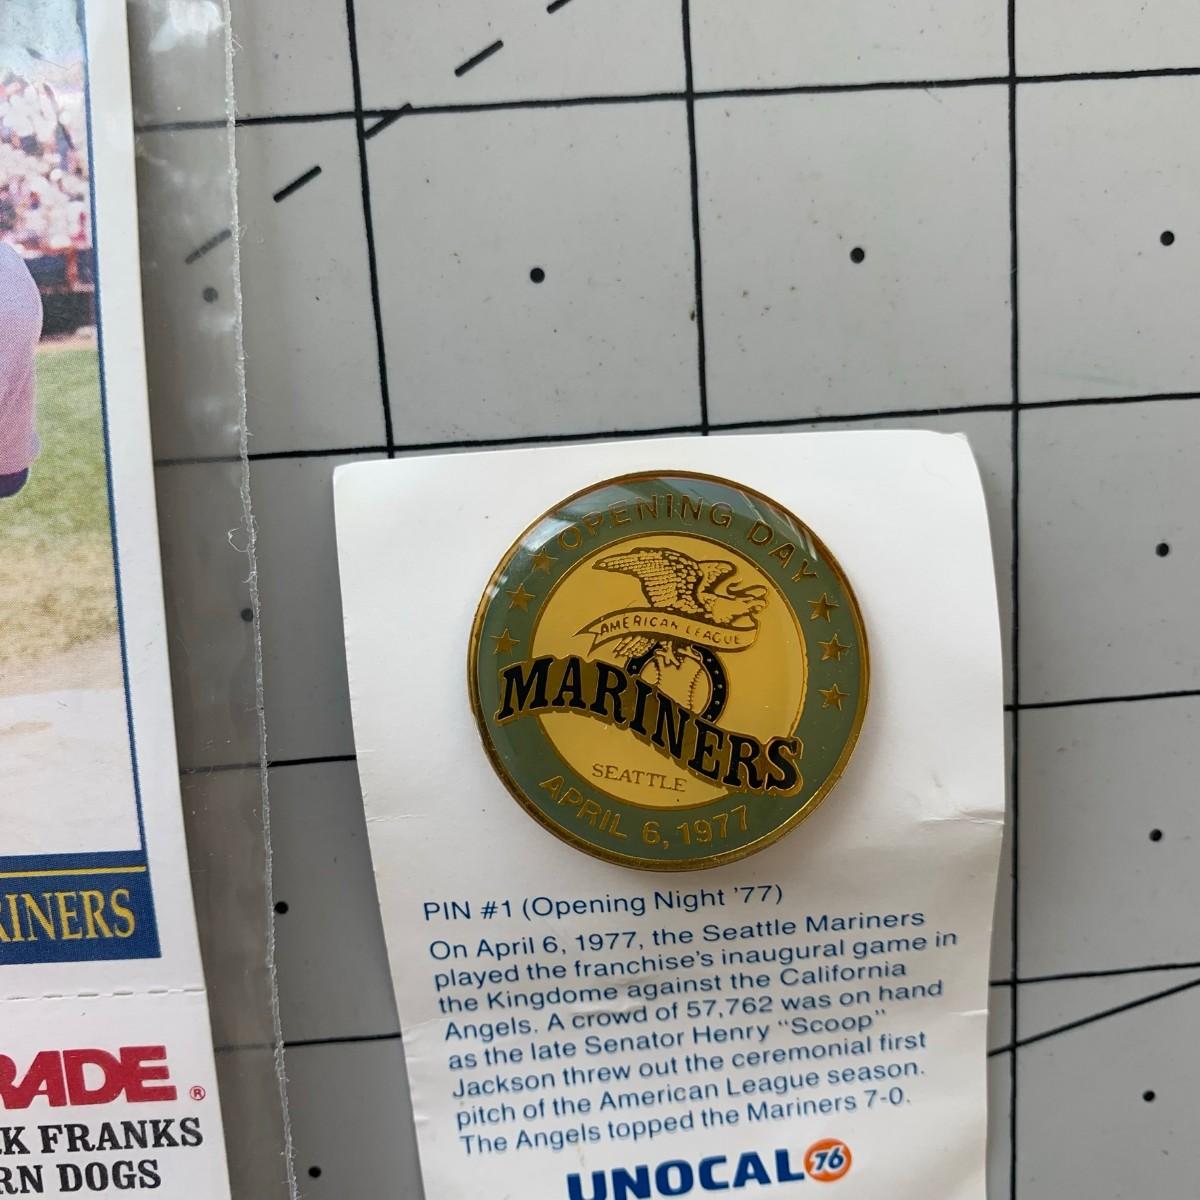 RINERS
RADE ®
K FRANKS
RN DOGS
OPENING DAY
AMERICAN LEAGUE
MARINERS
SEATTLE
APRIL 6, 1977
PIN #1 (Opening Night '77)
On April 6, 1977, the Seattle Mariners
played the franchise's inaugural game in
the Kingdome against the California
Angels. A crowd of 57,762 was on hand
as the late Senator Henry "Scoop"
Jackson threw out the ceremonial first
pitch of the American League season.
The Angels topped the Mariners 7-0.
UNOCAL 76